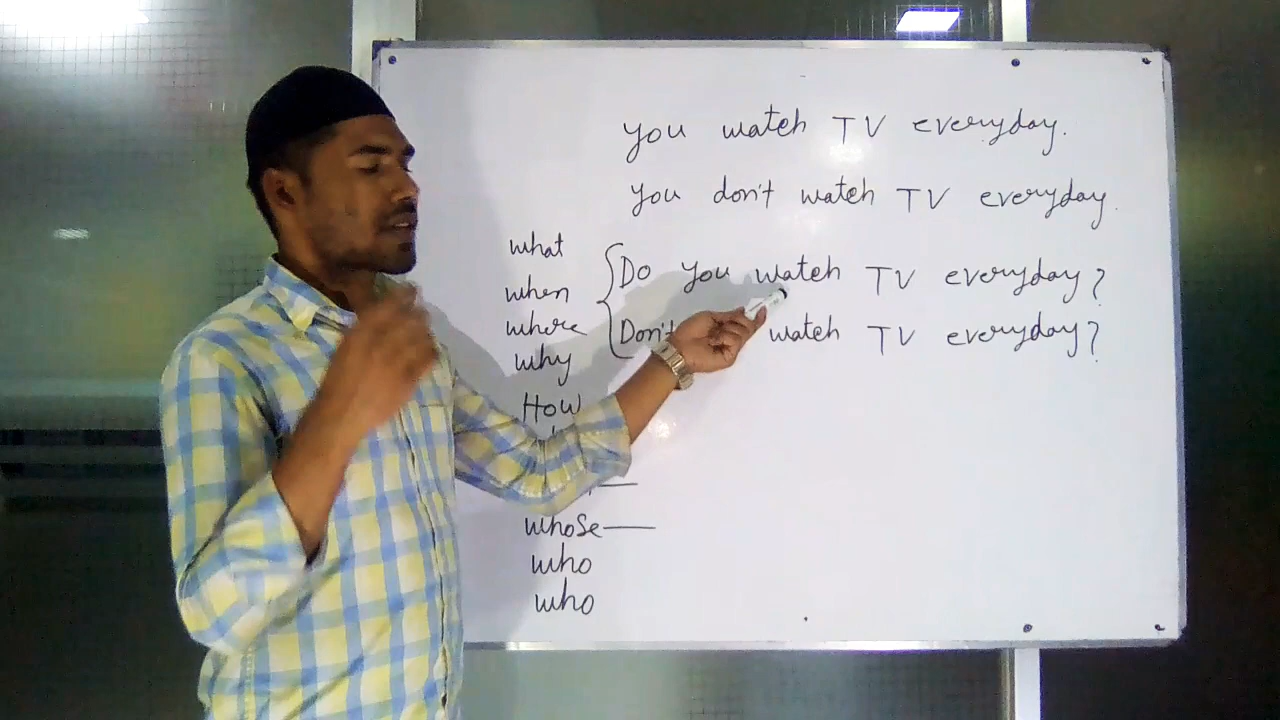 you watch TV everyday.
you don't watch TV everyday.
what
when
where
why
How
whose
who
who
Do you watch TV everyday?
Don't watch TV everyday?